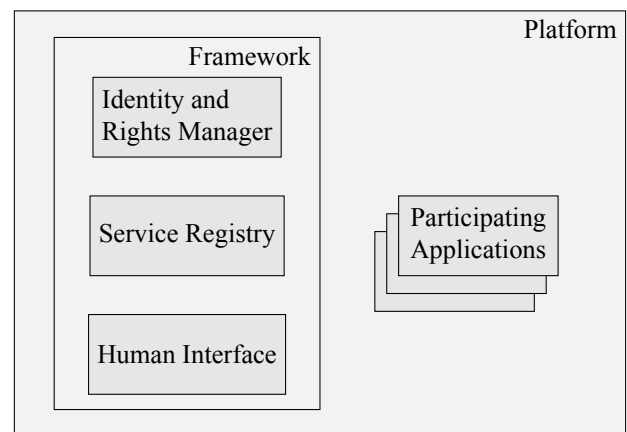 Platform
Framework
Identity and
Rights Manager
Service Registry
Human Interface
Participating
Applications